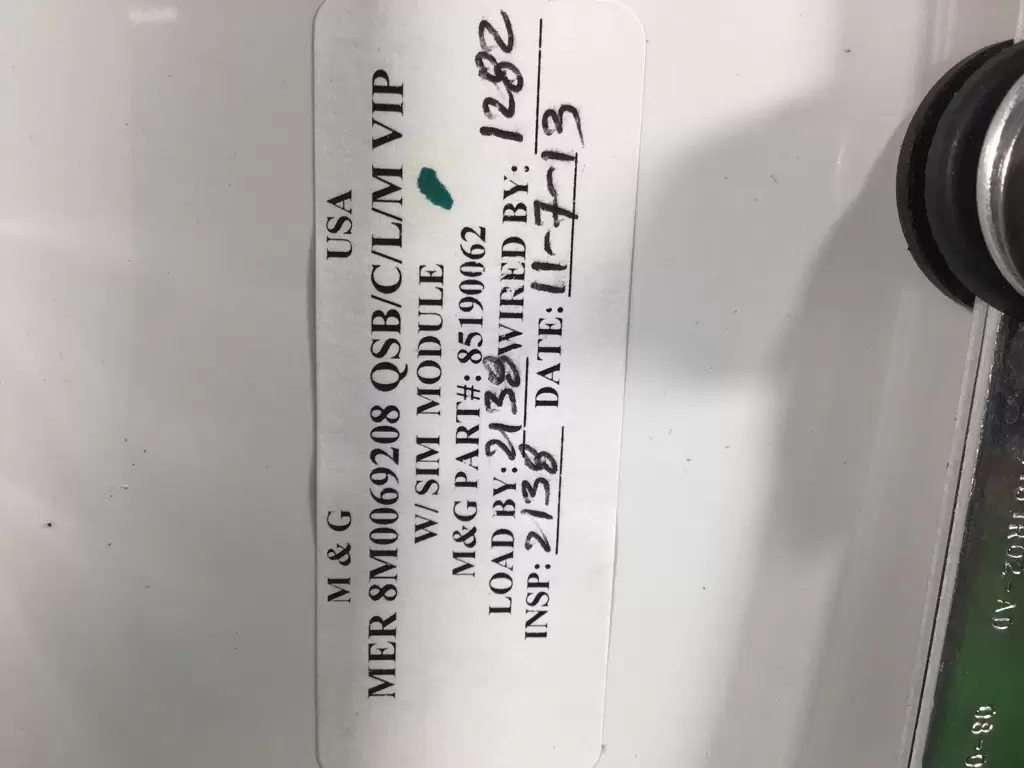 M & G USA
MER 8M0069208 QSB/C/L/M VIP
W/ SIM MODULE
M&G PART#: 85190062
LOAD BY: 2138 WIRED BY: 1282
INSP: 2138 DATE: 11-7-13